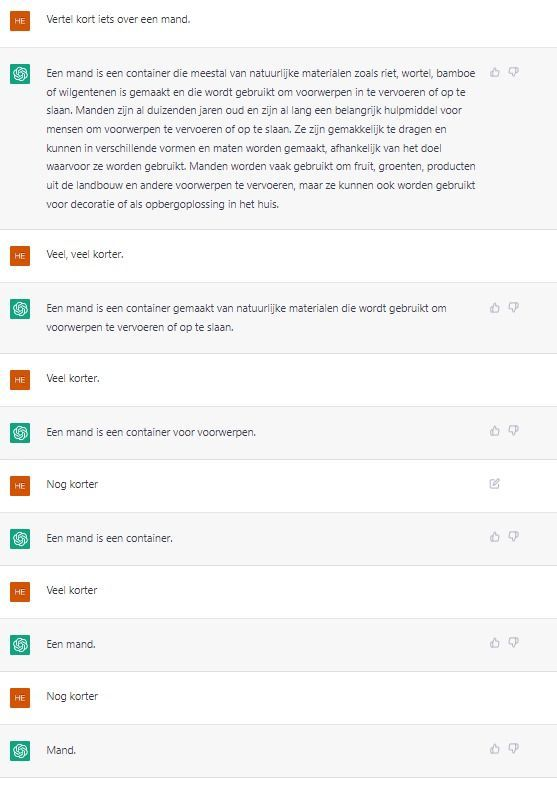 HE Vertel kort iets over een mand.
Een mand is een container die meestal van natuurlijke materialen zoals riet, wortel, bamboe
of wilgentenen is gemaakt en die wordt gebruikt om voorwerpen in te vervoeren of op te
slaan. Manden zijn al duizenden jaren oud en zijn al lang een belangrijk hulpmiddel voor
mensen om voorwerpen te vervoeren of op te slaan. Ze zijn gemakkelijk te dragen en
kunnen in verschillende vormen en maten worden gemaakt, afhankelijk van het doel
waarvoor ze worden gebruikt. Manden worden vaak gebruikt om fruit, groenten, producten
uit de landbouw en andere voorwerpen te vervoeren, maar ze kunnen ook worden gebruikt
voor decoratie of als opbergoplossing in het huis.
HE Veel, veel korter.
Een mand is een container gemaakt van natuurlijke materialen die wordt gebruikt om
voorwerpen te vervoeren of op te slaan.
HE Veel korter.
Een mand is een container voor voorwerpen.
HE Nog korter
Een mand is een container.
HE Veel korter
Een mand.
HE Nog korter
Mand.